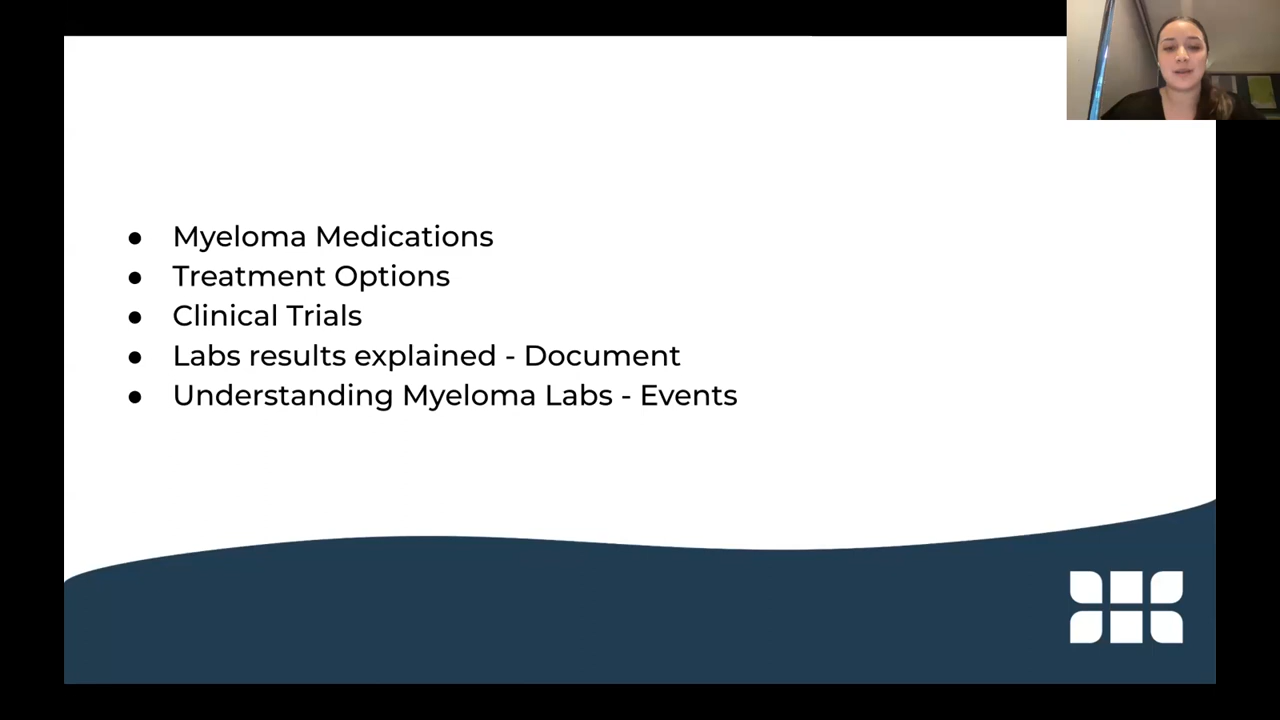 ● Myeloma Medications
● Treatment Options
● Clinical Trials
● Labs results explained - Document
● Understanding Myeloma Labs - Events